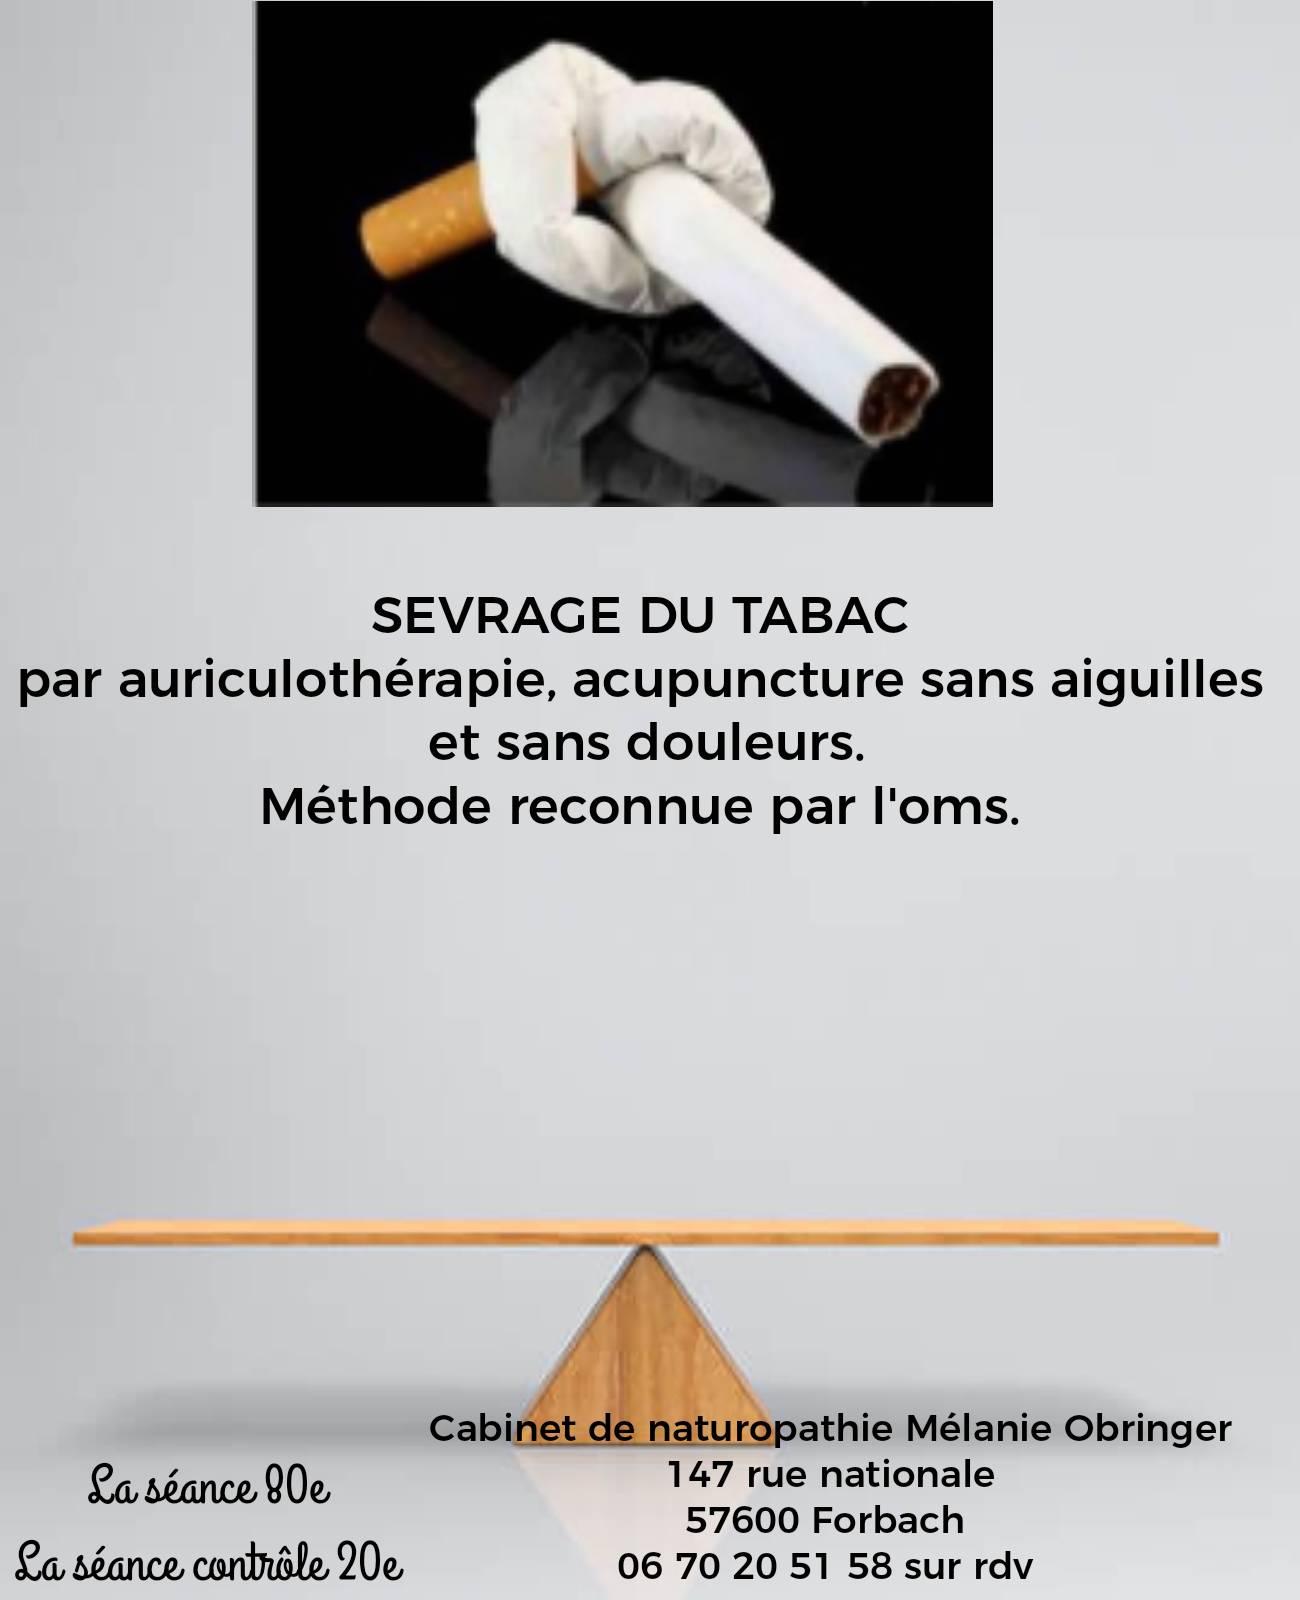 SEVRAGE DU TABAC
par auriculothérapie, acupuncture sans aiguilles
et sans douleurs.
Méthode reconnue par l'oms.
Cabinet de naturopathie Mélanie Obringer
147 rue nationale
57600 Forbach
06 70 20 51 58 sur rdv
La séance 80e
La séance contrôle 20e